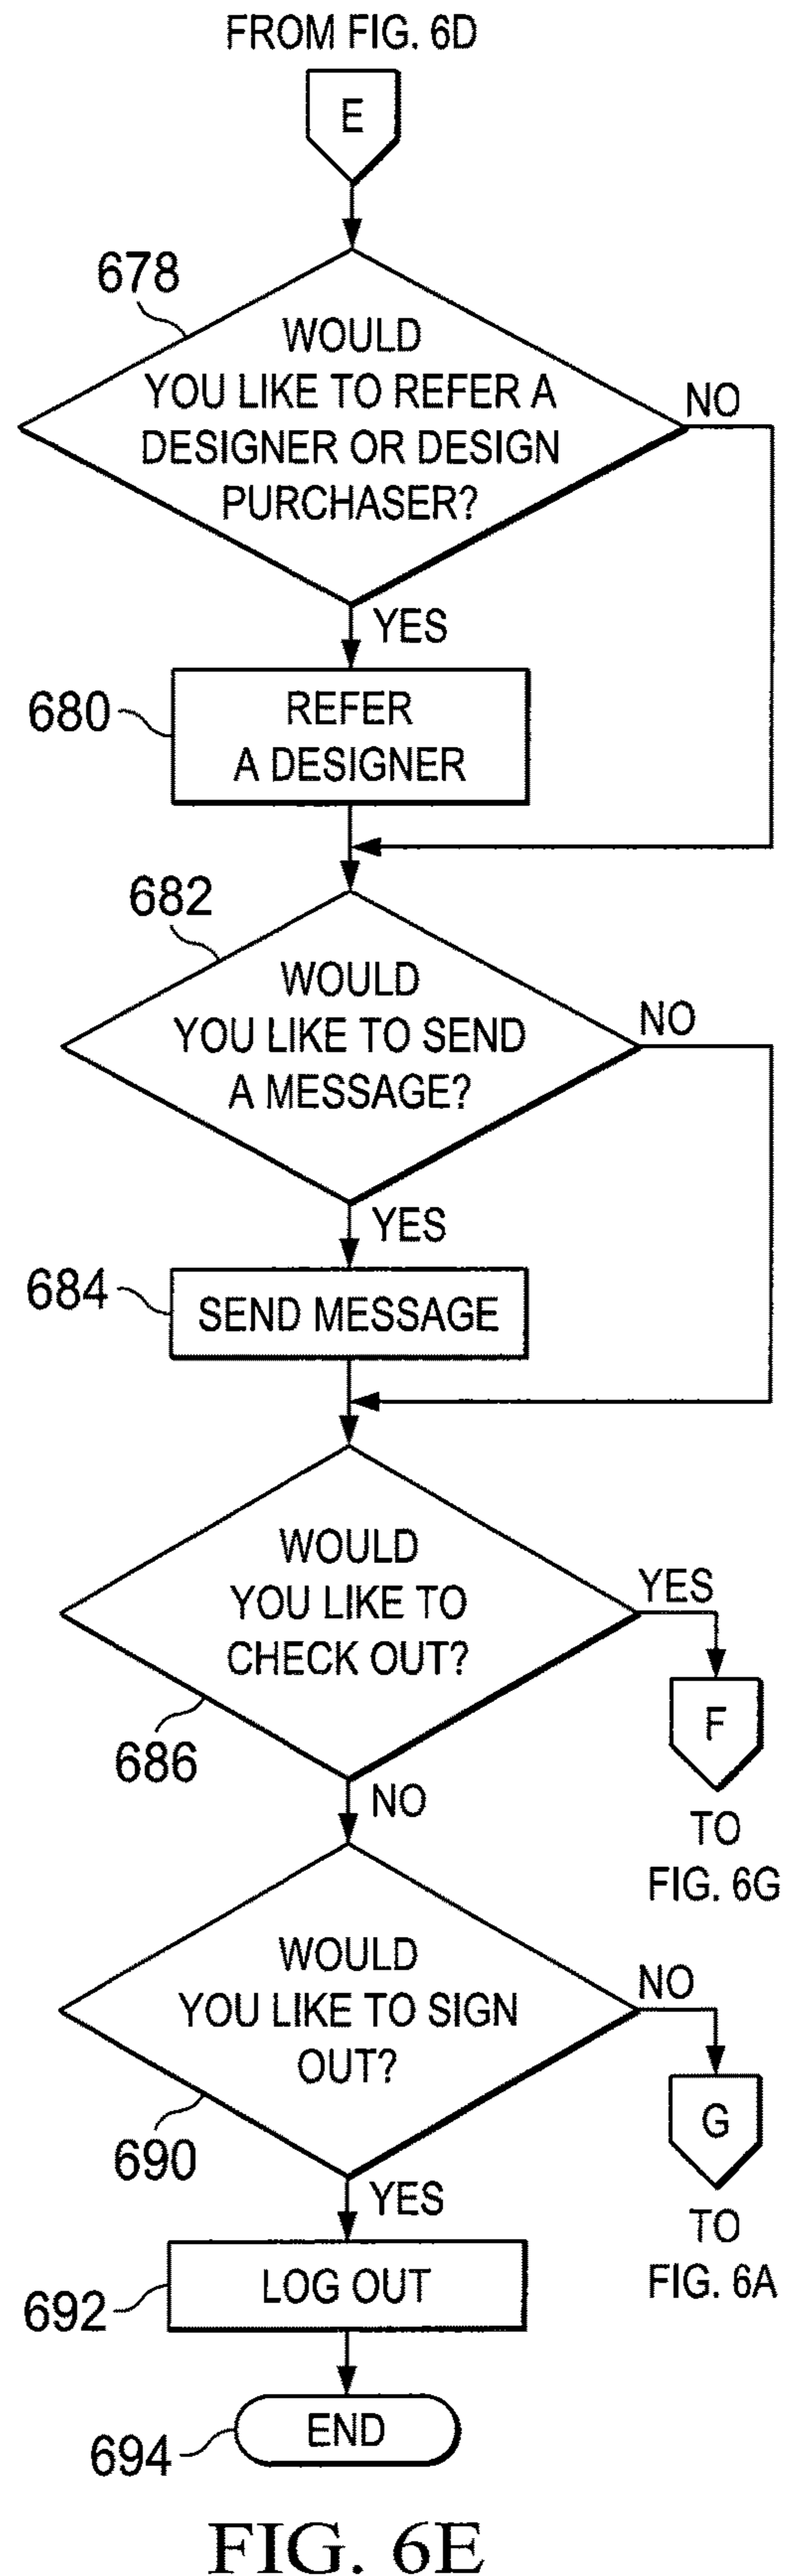 FROM FIG. 6D
E
678
WOULD
YOU LIKE TO REFER A
DESIGNER OR DESIGN
PURCHASER?
NO
YES
680
REFER
A DESIGNER
682
WOULD
YOU LIKE TO SEND
A MESSAGE?
NO
YES
684
SEND MESSAGE
WOULD
YOU LIKE TO
CHECK OUT?
YES
686
F
NO
TO
FIG. 6G
WOULD
YOU LIKE TO SIGN
OUT?
NO
690
G
YES
TO
FIG. 6A
692
LOG OUT
694
END
FIG. 6E